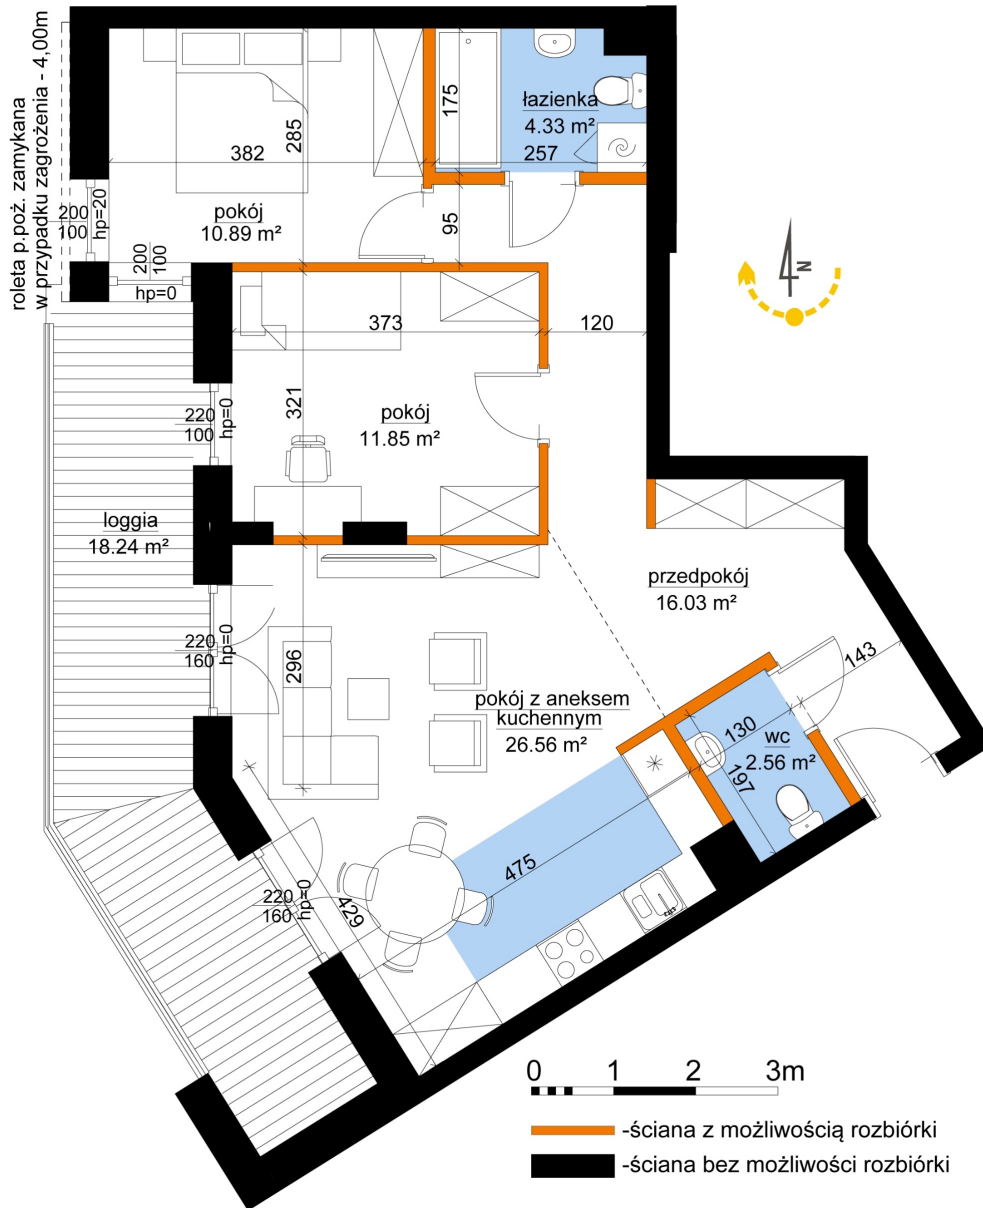 roleta p.poż. zamykana
w przypadku zagrożenia - 4,00m
382
285
175
łazienka
4.33 m²
257
200
100
hp=20
pokój
10.89 m²
95
200
100
hp=0
N
373
120
321
pokój
11.85 m²
220
100
hp=0
loggia
18.24 m²
przedpokój
16.03 m²
220
160
hp=0
296
143
pokój z aneksem
kuchennym
26.56 m²
130
wc
2.56 m²
197
475
220
160
hp=0
429
0 1 2 3m
-ściana z możliwością rozbiórki
-ściana bez możliwości rozbiórki